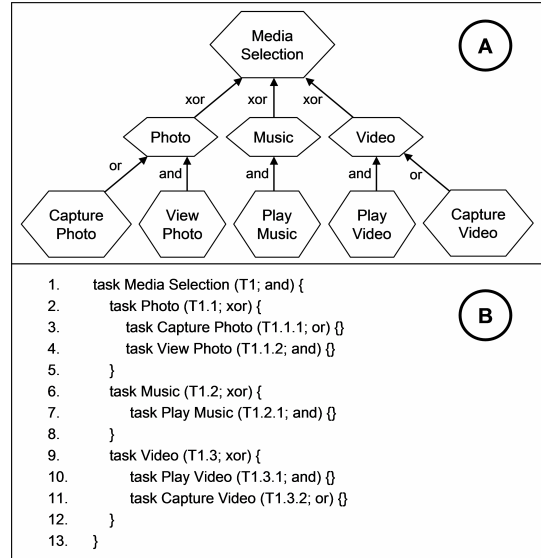 Media
Selection
A
xor
xor
xor
Photo
Music
Video
or
and
and
and
or
Capture
Photo
View
Photo
Play
Music
Play
Video
Capture
Video
1. task Media Selection (T1; and) {
2. task Photo (T1.1; xor) {
3. task Capture Photo (T1.1.1; or) {}
4. task View Photo (T1.1.2; and) {}
5. }
6. task Music (T1.2; xor) {
7. task Play Music (T1.2.1; and) {}
8. }
9. task Video (T1.3; xor) {
10. task Play Video (T1.3.1; and) {}
11. task Capture Video (T1.3.2; or) {}
12. }
13. }
B